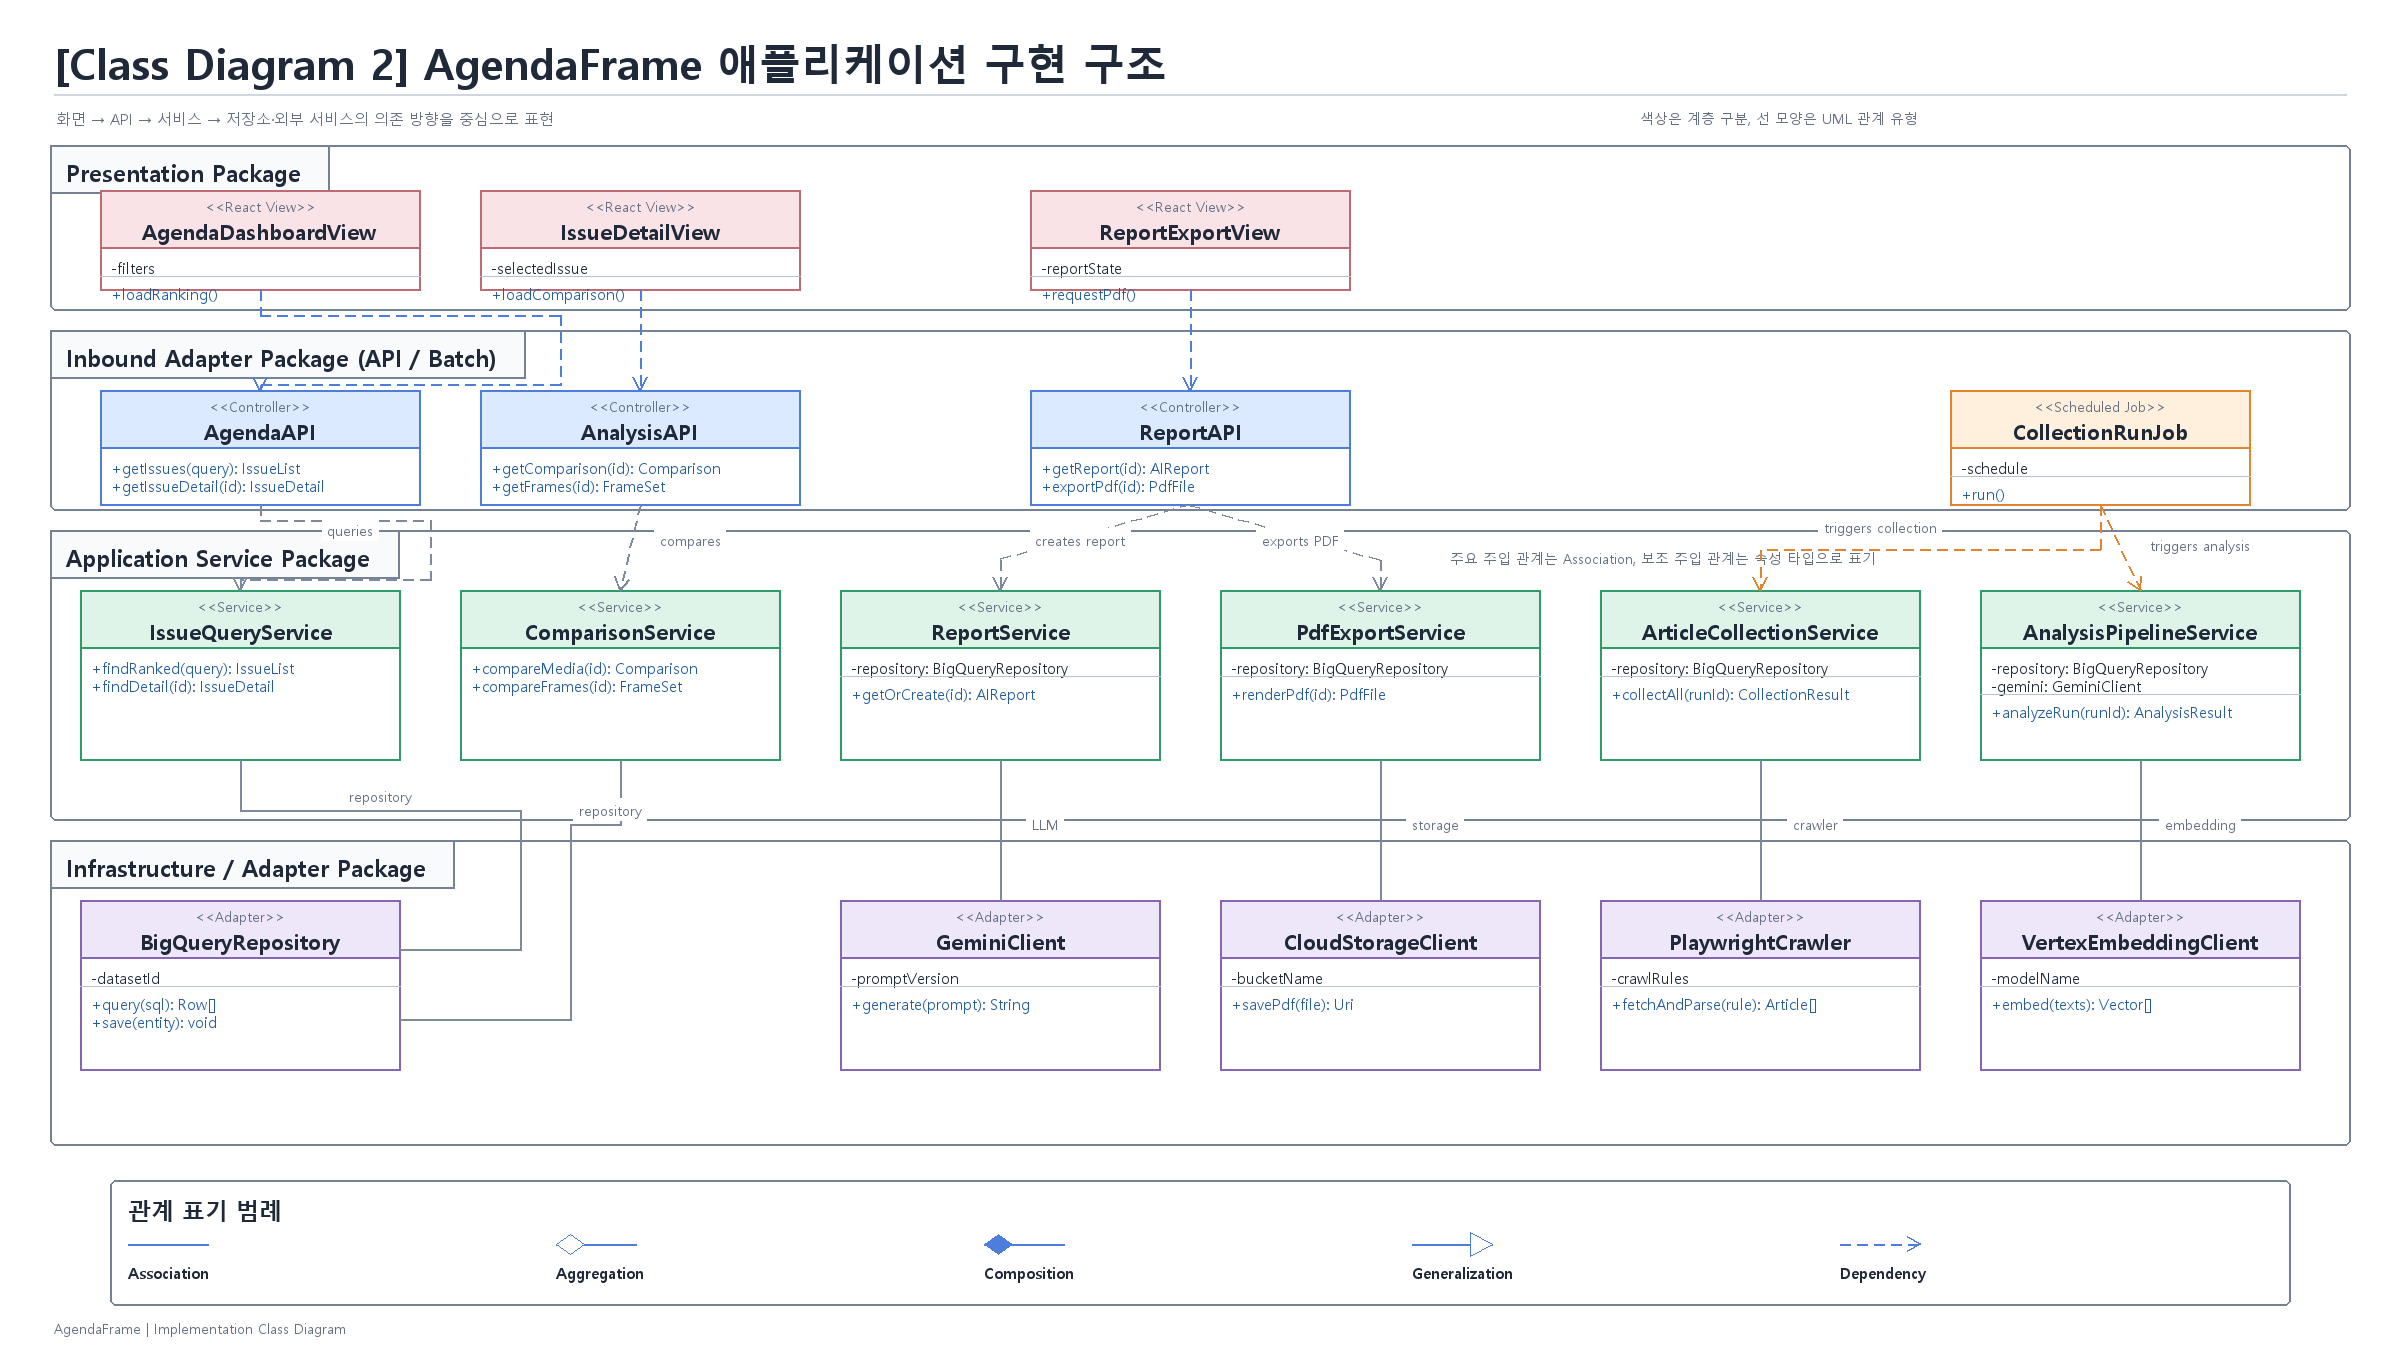 [Class Diagram 2] AgendaFrame 애플리케이션 구현 구조
화면 → API → 서비스 → 저장소·외부 서비스의 의존 방향을 중심으로 표현
색상은 계층 구분, 선 모양은 UML 관계 유형
Presentation Package
<<React View>>
AgendaDashboardView
-filters
+loadRanking()
<<React View>>
IssueDetailView
-selectedIssue
+loadComparison()
<<React View>>
ReportExportView
-reportState
+requestPdf()
Inbound Adapter Package (API / Batch)
<<Controller>>
AgendaAPI
+getIssues(query): IssueList
+getIssueDetail(id): IssueDetail
<<Controller>>
AnalysisAPI
+getComparison(id): Comparison
+getFrames(id): FrameSet
<<Controller>>
ReportAPI
+getReport(id): AIReport
+exportPdf(id): PdfFile
<<Scheduled Job>>
CollectionRunJob
-schedule
+run()
queries
compares
creates report
exports PDF
triggers collection
triggers analysis
Application Service Package
주요 주입 관계는 Association, 보조 주입 관계는 속성 타입으로 표기
<<Service>>
IssueQueryService
+findRanked(query): IssueList
+findDetail(id): IssueDetail
<<Service>>
ComparisonService
+compareMedia(id): Comparison
+compareFrames(id): FrameSet
<<Service>>
ReportService
-repository: BigQueryRepository
+getOrCreate(id): AIReport
<<Service>>
PdfExportService
-repository: BigQueryRepository
+renderPdf(id): PdfFile
<<Service>>
ArticleCollectionService
-repository: BigQueryRepository
+collectAll(runId): CollectionResult
<<Service>>
AnalysisPipelineService
-repository: BigQueryRepository
-gemini: GeminiClient
+analyzeRun(runId): AnalysisResult
repository
repository
LLM
storage
crawler
embedding
Infrastructure / Adapter Package
<<Adapter>>
BigQueryRepository
-datasetId
+query(sql): Row[]
+save(entity): void
<<Adapter>>
GeminiClient
-promptVersion
+generate(prompt): String
<<Adapter>>
CloudStorageClient
-bucketName
+savePdf(file): Uri
<<Adapter>>
PlaywrightCrawler
-crawlRules
+fetchAndParse(rule): Article[]
<<Adapter>>
VertexEmbeddingClient
-modelName
+embed(texts): Vector[]
관계 표기 범례
Association
Aggregation
Composition
Generalization
Dependency
AgendaFrame | Implementation Class Diagram